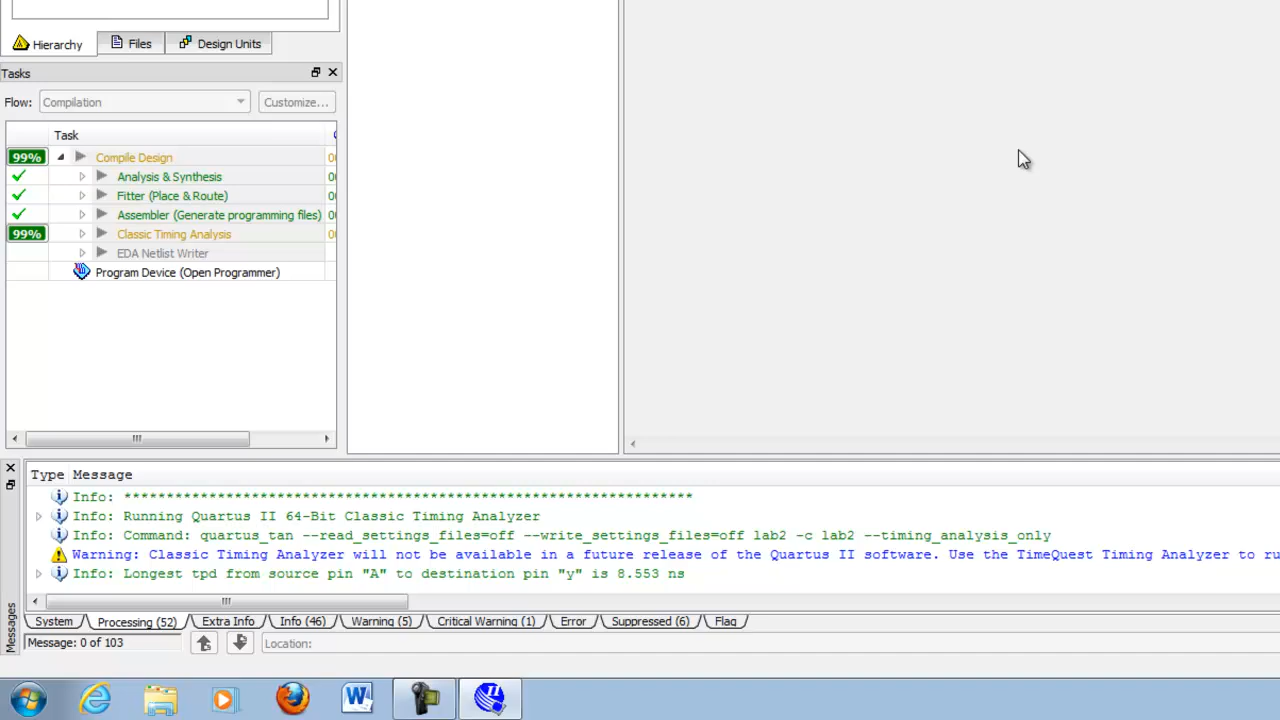 Hierarchy Files Design Units
Tasks
Flow: Compilation Customize...
Task
99% Compile Design 00
Analysis & Synthesis 00
Fitter (Place & Route) 00
Assembler (Generate programming files) 00
99% Classic Timing Analysis 00
EDA Netlist Writer
Program Device (Open Programmer)
Type Message
Info: *******************************************************************
Info: Running Quartus II 64-Bit Classic Timing Analyzer
Info: Command: quartus_tan --read_settings_files=off --write_settings_files=off lab2 -c lab2 --timing_analysis_only
Warning: Classic Timing Analyzer will not be available in a future release of the Quartus II software. Use the TimeQuest Timing Analyzer to ru
Info: Longest tpd from source pin "A" to destination pin "y" is 8.553 ns
System Processing (52) Extra Info Info (46) Warning (5) Critical Warning (1) Error Suppressed (6) Flag
Messages
Message: 0 of 103 Location: